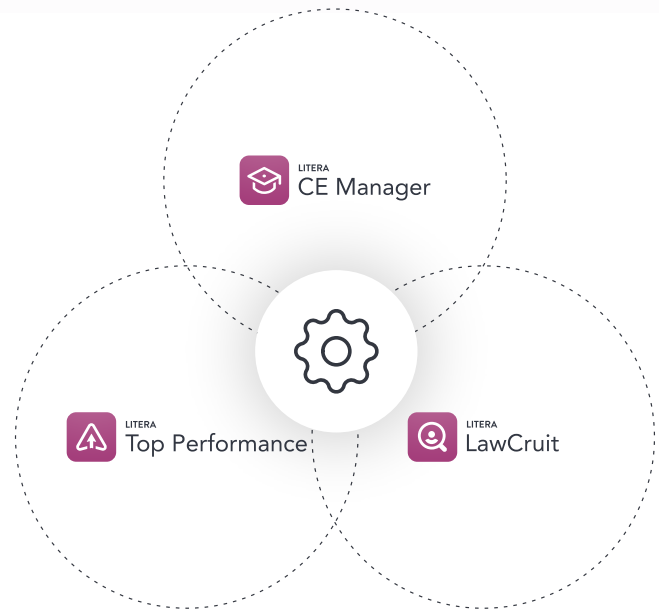 LITERA
CE Manager
LITERA
Top Performance
LITERA
LawCruit